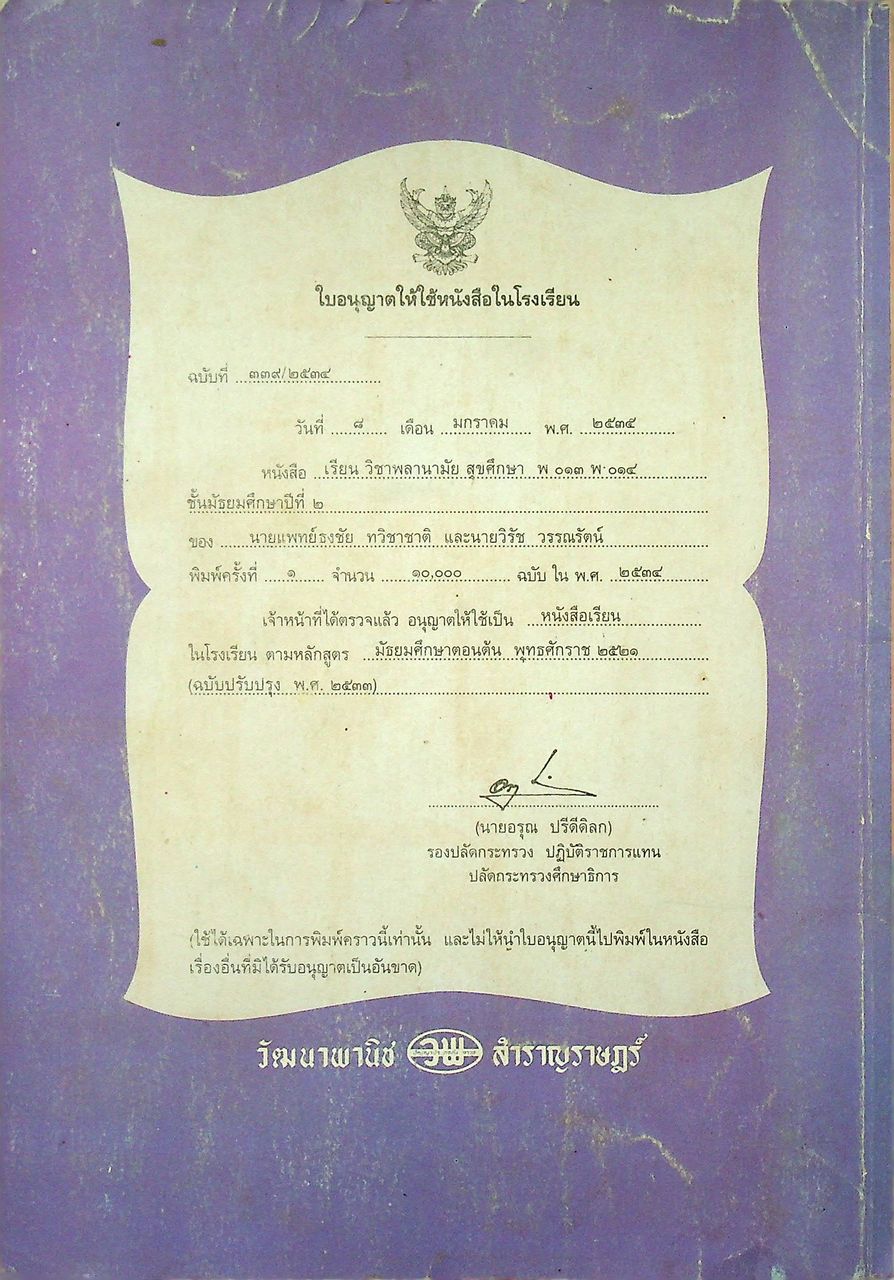 ใบอนุญาตให้ใช้หนังสือในโรงเรียน
ฉบับที่ ๓๓๙/๒๕๓๔
วันที่ ๘ เดือน มกราคม พ.ศ. ๒๕๓๕
หนังสือ เรียน วิชาพลานามัย สุขศึกษา พ ๐๑๓ พ ๐๑๔
ชั้นมัธยมศึกษาปีที่ ๒
ของ นายแพทย์ธงชัย ทวิชาชาติ และนายวิรัช วรรณรัตน์
พิมพ์ครั้งที่ ๑ จำนวน ๑๐,๐๐๐ ฉบับ ใน พ.ศ. ๒๕๓๔
เจ้าหน้าที่ได้ตรวจแล้ว อนุญาตให้ใช้เป็น หนังสือเรียน
ในโรงเรียน ตามหลักสูตร มัธยมศึกษาตอนต้น พุทธศักราช ๒๕๒๑
(ฉบับปรับปรุง พ.ศ. ๒๕๓๓)
(นายอรุณ ปรีดีดิลก)
รองปลัดกระทรวง ปฏิบัติราชการแทน
ปลัดกระทรวงศึกษาธิการ
(ใช้ได้เฉพาะในการพิมพ์คราวนี้เท่านั้น และไม่ให้นำใบอนุญาตนี้ไปพิมพ์ในหนังสือ
เรื่องอื่นที่มิได้รับอนุญาตเป็นอันขาด)
วัฒนาพานิช วพ สำราญราษฎร์